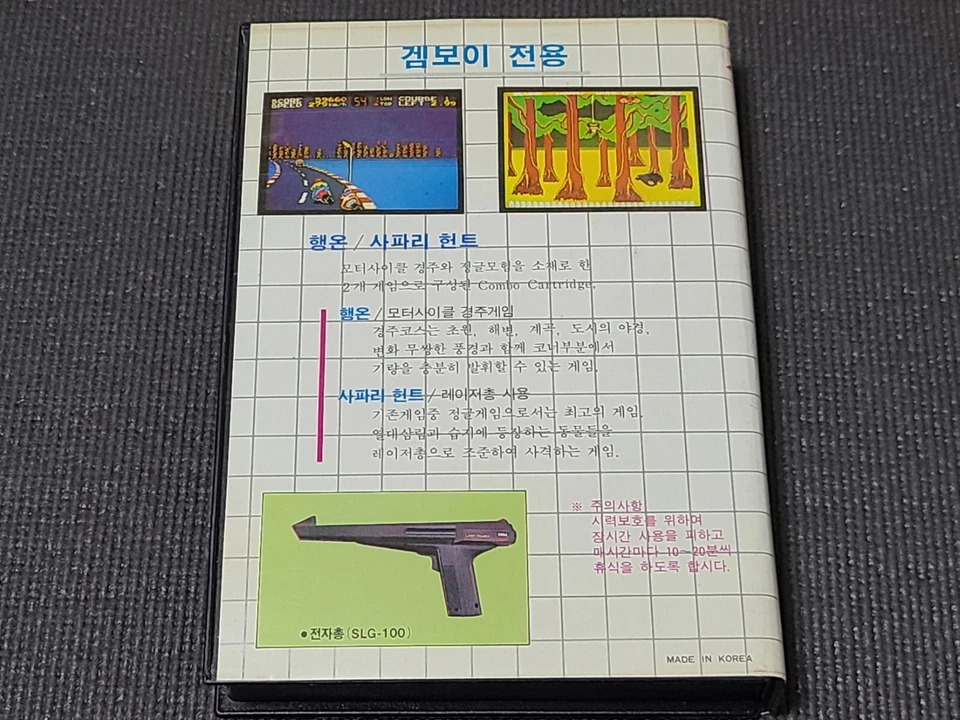 겜보이 전용
SCORE 93660 54 LOW TOP COURSE
SPEED 275
행온 / 사파리 헌트
모터사이클 경주와 정글모험을 소재로 한
2개 게임으로 구성된 Combo Cartridge.
행온 / 모터사이클 경주게임
경주코스는 초원, 해변, 계곡, 도시의 야경,
변화 무쌍한 풍경과 함께 코너부분에서
기량을 충분히 발휘할 수 있는 게임.
사파리 헌트 / 레이저총 사용
기존게임중 정글게임으로서는 최고의 게임.
열대삼림과 습지에 등장하는 동물들을
레이저총으로 조준하여 사격하는 게임.
※ 주의사항
시력보호를 위하여
장시간 사용을 피하고
매시간마다 10~20분씩
휴식을 하도록 합시다.
●전자총(SLG-100)
MADE IN KOREA